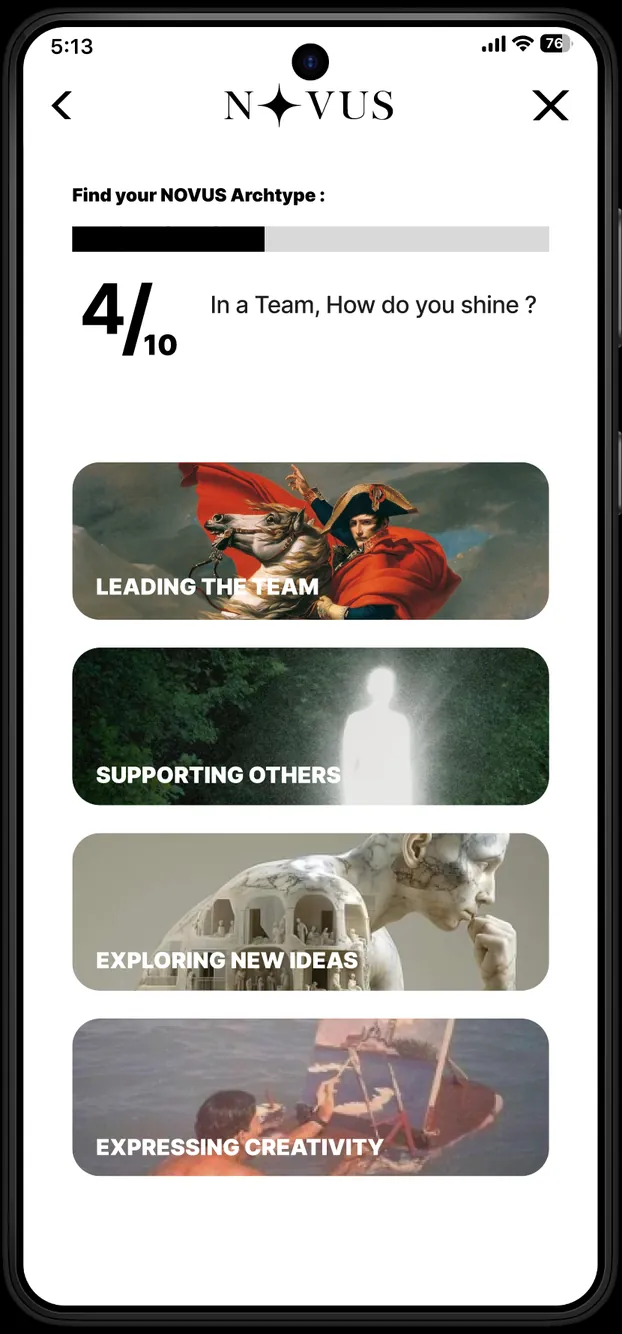 5:13
76
N✦VUS
Find your NOVUS Archtype :
4/10
In a Team, How do you shine ?
LEADING THE TEAM
SUPPORTING OTHERS
EXPLORING NEW IDEAS
EXPRESSING CREATIVITY